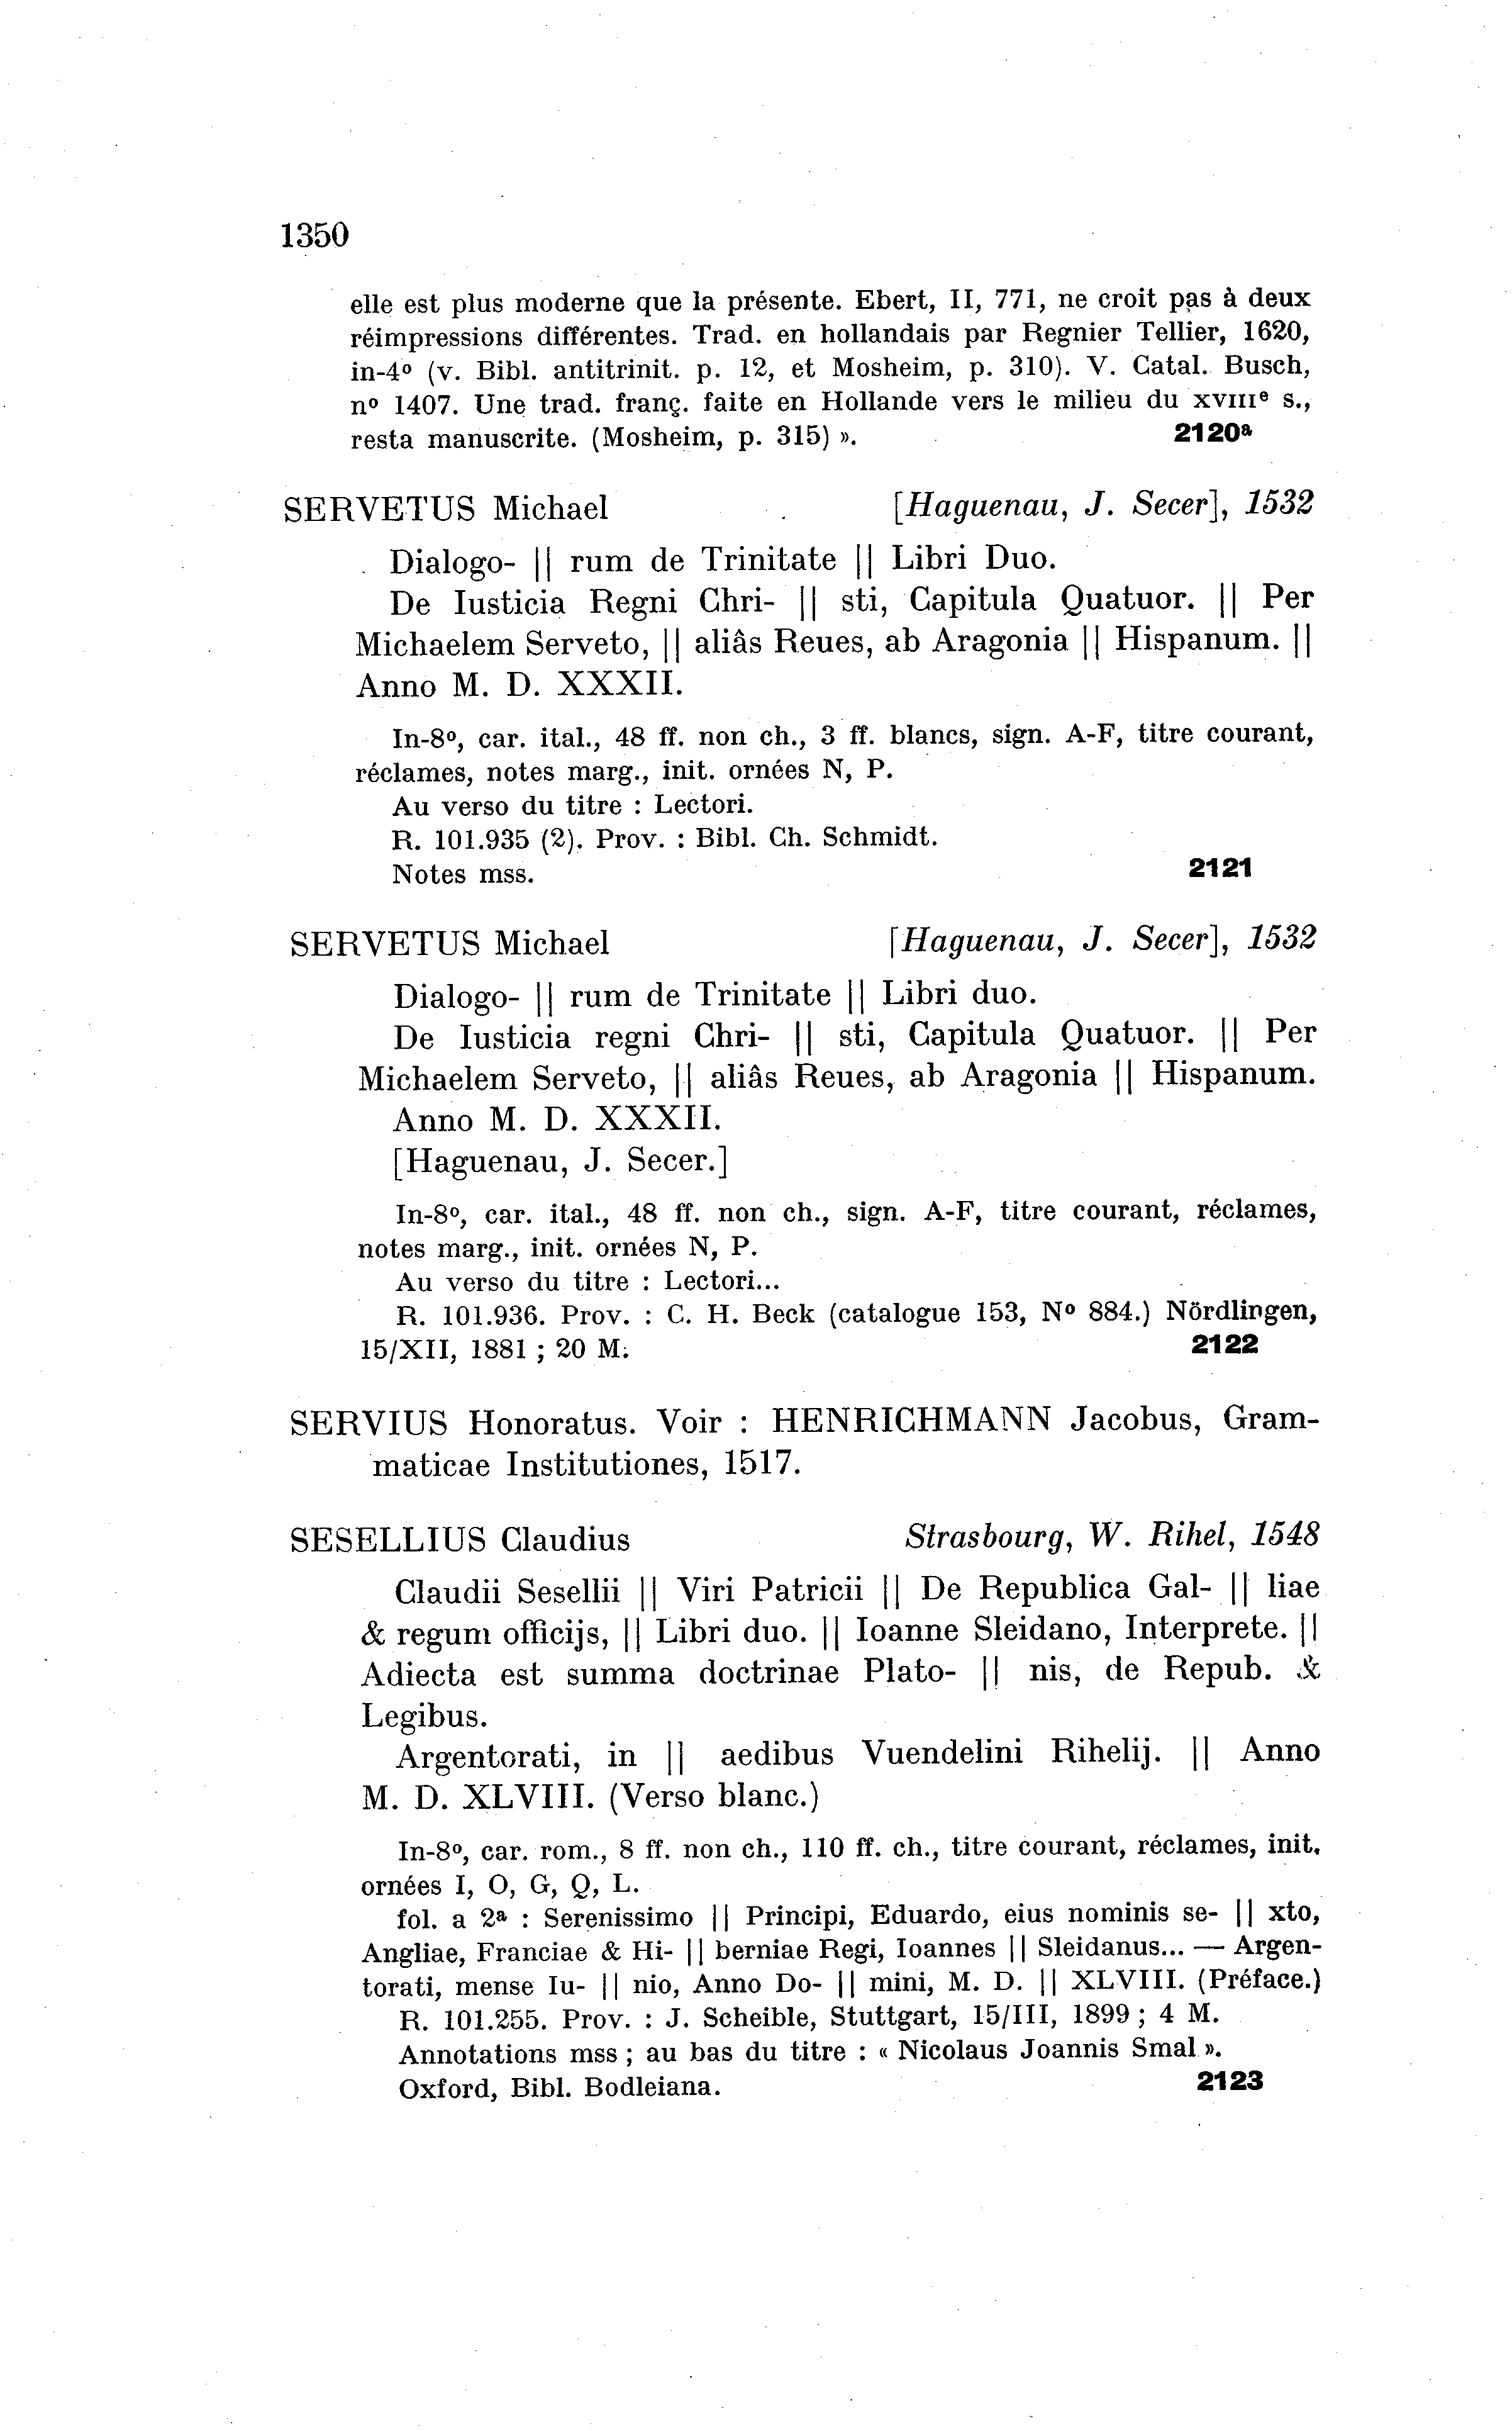 1350
elle est plus moderne que la présente. Ebert, II, 771, ne croit pas à deux
réimpressions différentes. Trad. en hollandais par Regnier Tellier, 1620,
in-4º (v. Bibl. antitrinit. p. 12, et Mosheim, p. 310). V. Catal. Busch,
nº 1407. Une trad. franç. faite en Hollande vers le milieu du XVIIIᵉ s.,
resta manuscrite. (Mosheim, p. 315) ». 2120ᵃ
SERVETUS Michael [Haguenau, J. Secer], 1532
Dialogo- || rum de Trinitate || Libri Duo.
De Iusticia Regni Chri- || sti, Capitula Quatuor. || Per
Michaelem Serveto, || aliâs Reues, ab Aragonia || Hispanum. ||
Anno M. D. XXXII.
In-8º, car. ital., 48 ff. non ch., 3 ff. blancs, sign. A-F, titre courant,
réclames, notes marg., init. ornées N, P.
Au verso du titre : Lectori.
R. 101.935 (2). Prov. : Bibl. Ch. Schmidt.
Notes mss. 2121
SERVETUS Michael [Haguenau, J. Secer], 1532
Dialogo- || rum de Trinitate || Libri duo.
De Iusticia regni Chri- || sti, Capitula Quatuor. || Per
Michaelem Serveto, || aliâs Reues, ab Aragonia || Hispanum.
Anno M. D. XXXII.
[Haguenau, J. Secer.]
In-8º, car. ital., 48 ff. non ch., sign. A-F, titre courant, réclames,
notes marg., init. ornées N, P.
Au verso du titre : Lectori...
R. 101.936. Prov. : C. H. Beck (catalogue 153, Nº 884.) Nördlingen,
15/XII, 1881 ; 20 M. 2122
SERVIUS Honoratus. Voir : HENRICHMANN Jacobus, Gram-
maticae Institutiones, 1517.
SESELLIUS Claudius Strasbourg, W. Rihel, 1548
Claudii Sesellii || Viri Patricii || De Republica Gal- || liae
& regum officijs, || Libri duo. || Ioanne Sleidano, Interprete. ||
Adiecta est summa doctrinae Plato- || nis, de Repub. &
Legibus.
Argentorati, in || aedibus Vuendelini Rihelij. || Anno
M. D. XLVIII. (Verso blanc.)
In-8º, car. rom., 8 ff. non ch., 110 ff. ch., titre courant, réclames, init.
ornées I, O, G, Q, L.
fol. a 2ª : Serenissimo || Principi, Eduardo, eius nominis se- || xto,
Angliae, Franciae & Hi- || berniae Regi, Ioannes || Sleidanus... — Argen-
torati, mense Iu- || nio, Anno Do- || mini, M. D. || XLVIII. (Préface.)
R. 101.255. Prov. : J. Scheible, Stuttgart, 15/III, 1899 ; 4 M.
Annotations mss ; au bas du titre : « Nicolaus Joannis Smal ».
Oxford, Bibl. Bodleiana. 2123